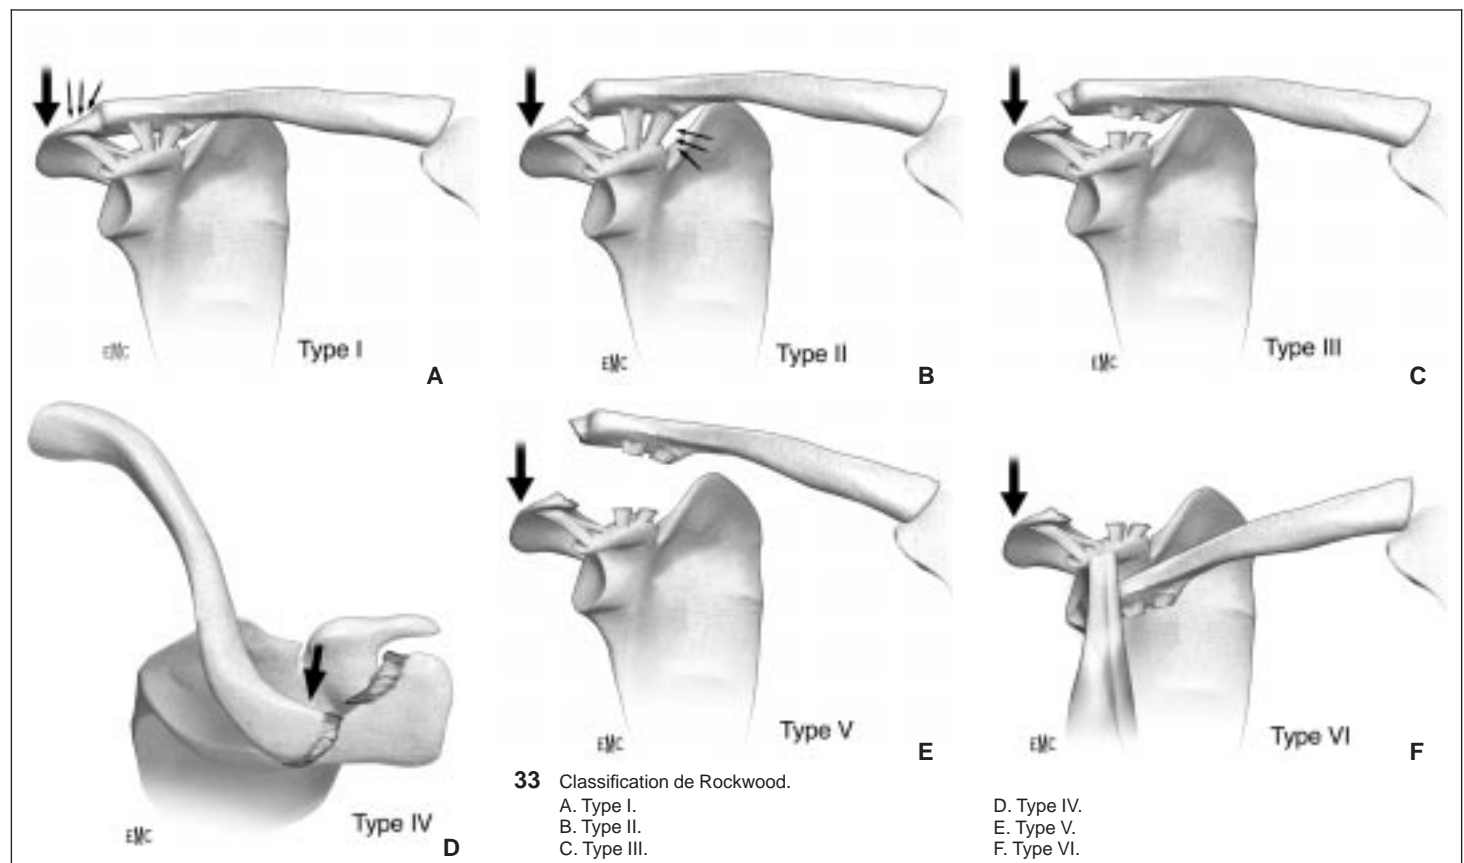 EMC
Type I
A
EMC
Type II
B
EMC
Type III
C
EMC
Type IV
D
EMC
Type V
E
EMC
Type VI
F
33 Classification de Rockwood.
A. Type I.
B. Type II.
C. Type III.
D. Type IV.
E. Type V.
F. Type VI.